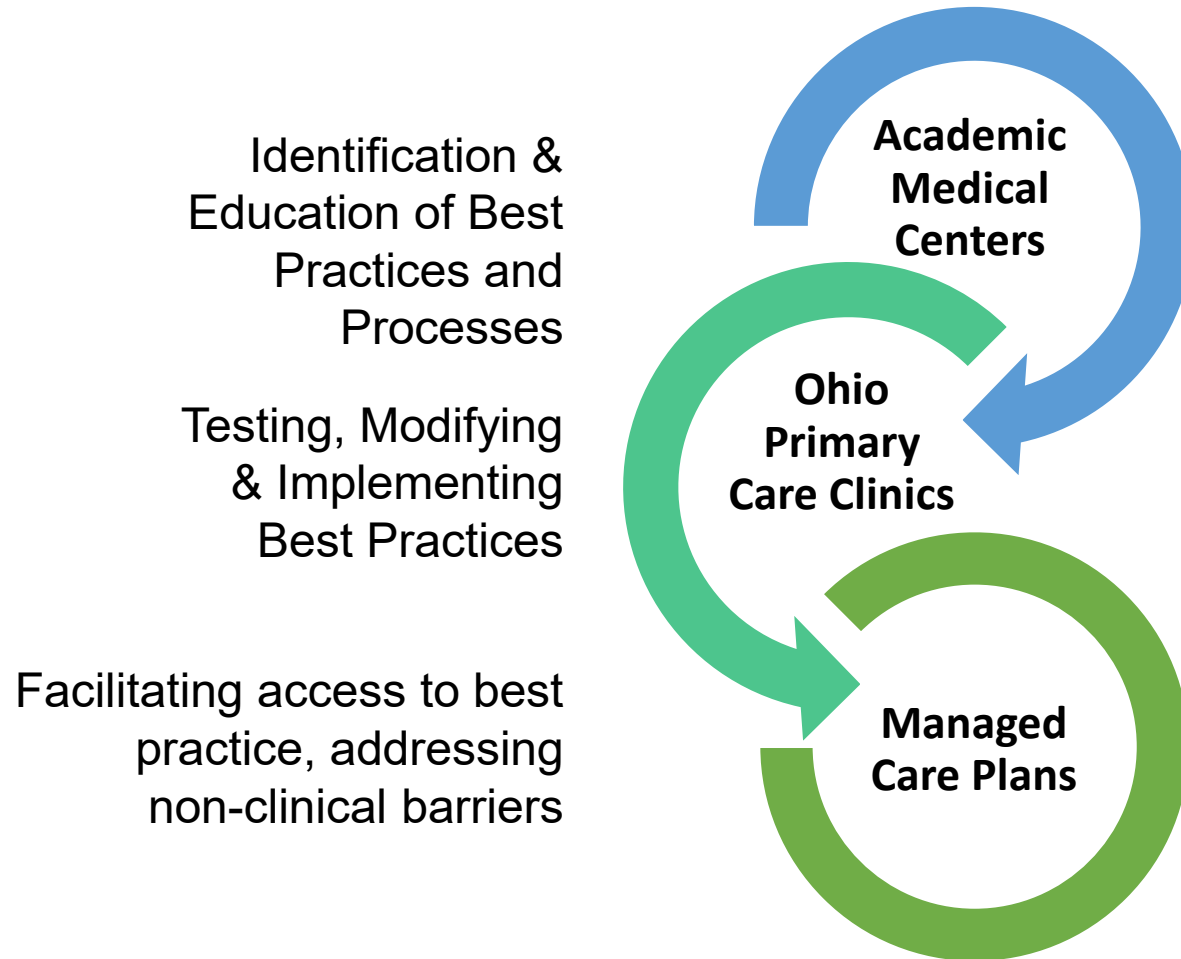 Identification &
Education of Best
Practices and
Processes
Academic
Medical
Centers
Testing, Modifying
& Implementing
Best Practices
Ohio
Primary
Care Clinics
Facilitating access to best
practice, addressing
non-clinical barriers
Managed
Care Plans